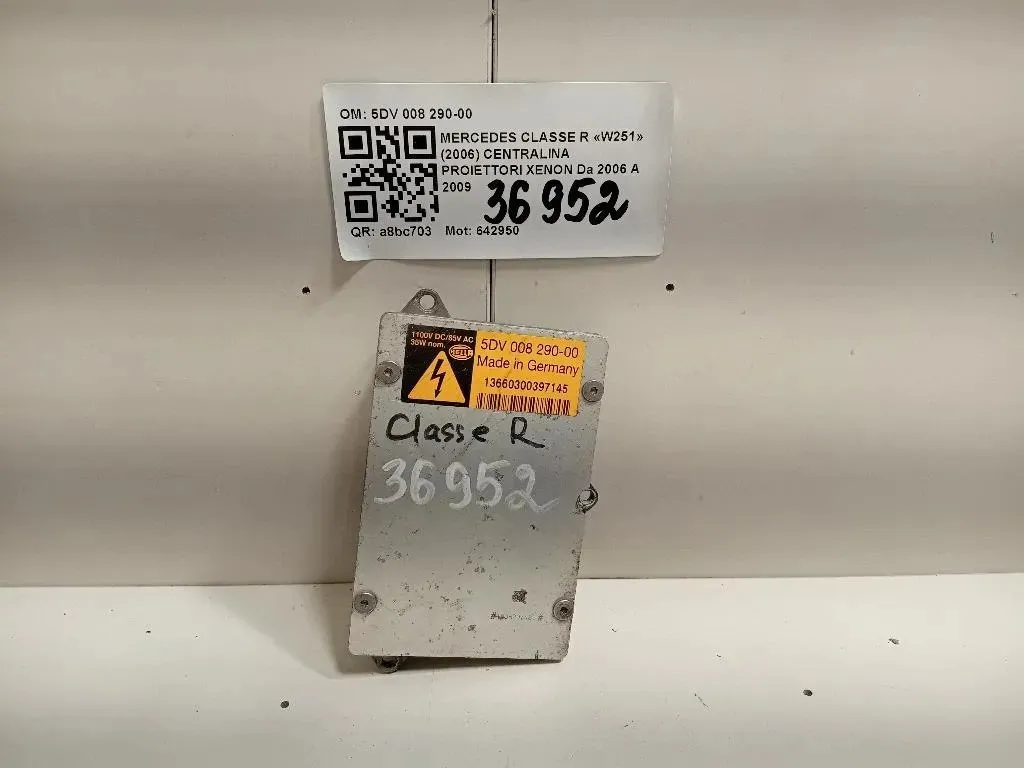 OM: 5DV 008 290-00
MERCEDES CLASSE R «W251»
(2006) CENTRALINA
PROIETTORI XENON Da 2006 A
2009
36952
QR: a8bc703 Mot: 642950
1100V DC/85V AC
35W nom.
HELLA
5DV 008 290-00
Made in Germany
13660300397145
Classe R
36952